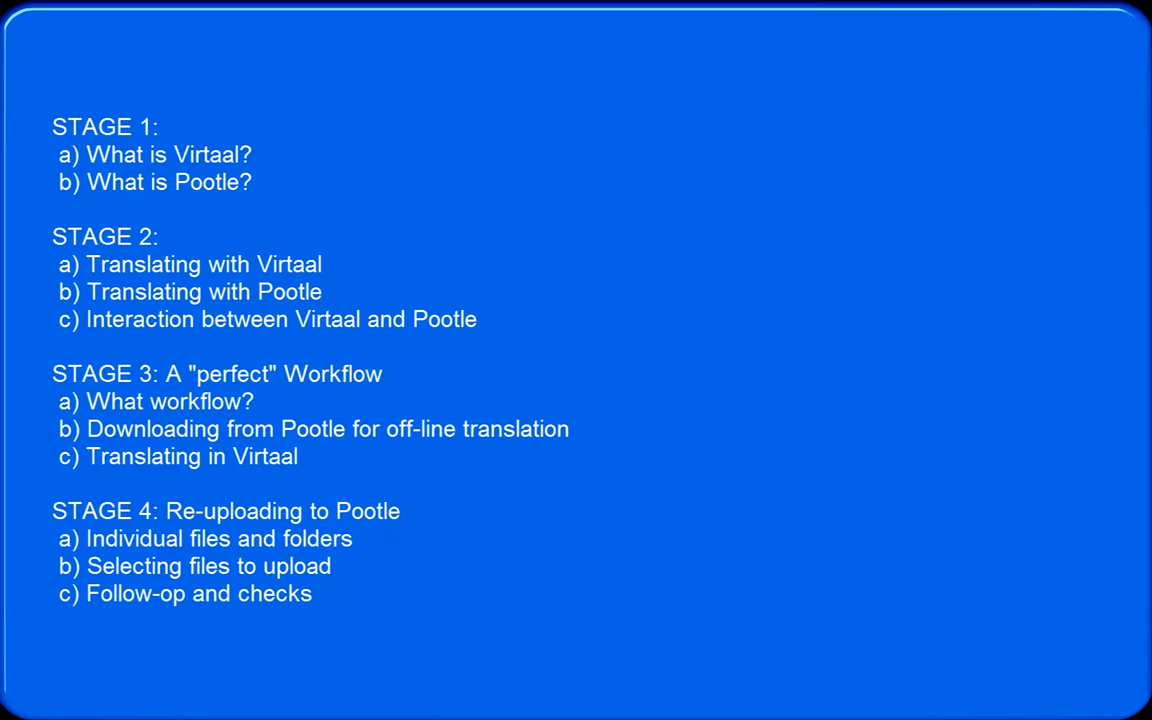 STAGE 1:
a) What is Virtaal?
b) What is Pootle?
STAGE 2:
a) Translating with Virtaal
b) Translating with Pootle
c) Interaction between Virtaal and Pootle
STAGE 3: A "perfect" Workflow
a) What workflow?
b) Downloading from Pootle for off-line translation
c) Translating in Virtaal
STAGE 4: Re-uploading to Pootle
a) Individual files and folders
b) Selecting files to upload
c) Follow-op and checks